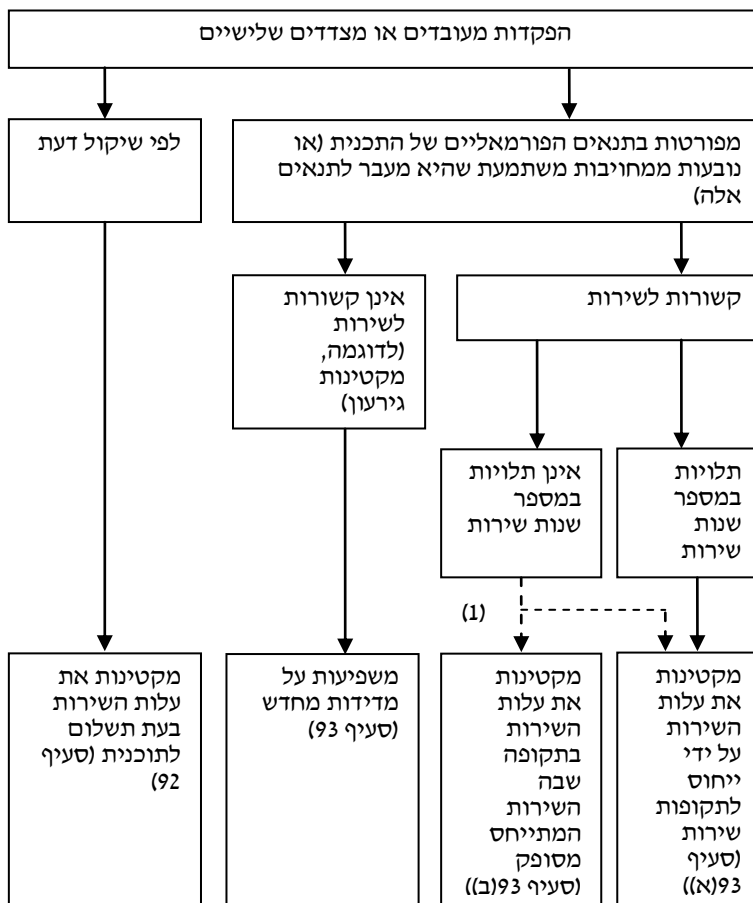 הפקדות מעובדים או מצדדים שלישיים
מפורטות בתנאים הפורמאליים של התכנית (או
נובעות ממחויבות משתמעת שהיא מעבר לתנאים
אלה)
לפי שיקול דעת
קשורות לשירות
אינן קשורות
לשירות
(לדוגמה,
מקטינות
גירעון)
תלויות
במספר
שנות
שירות
אינן תלויות
במספר
שנות שירות
(1)
מקטינות
את עלות
השירות
על ידי
ייחוס
לתקופות
שירות
(סעיף
93(א))
מקטינות
את עלות
השירות
בתקופה
שבה
השירות
המתייחס
מסופק
(סעיף 93(ב))
משפיעות על
מדידות מחדש
(סעיף 93)
מקטינות את
עלות השירות
בעת תשלום
לתוכנית (סעיף
92)